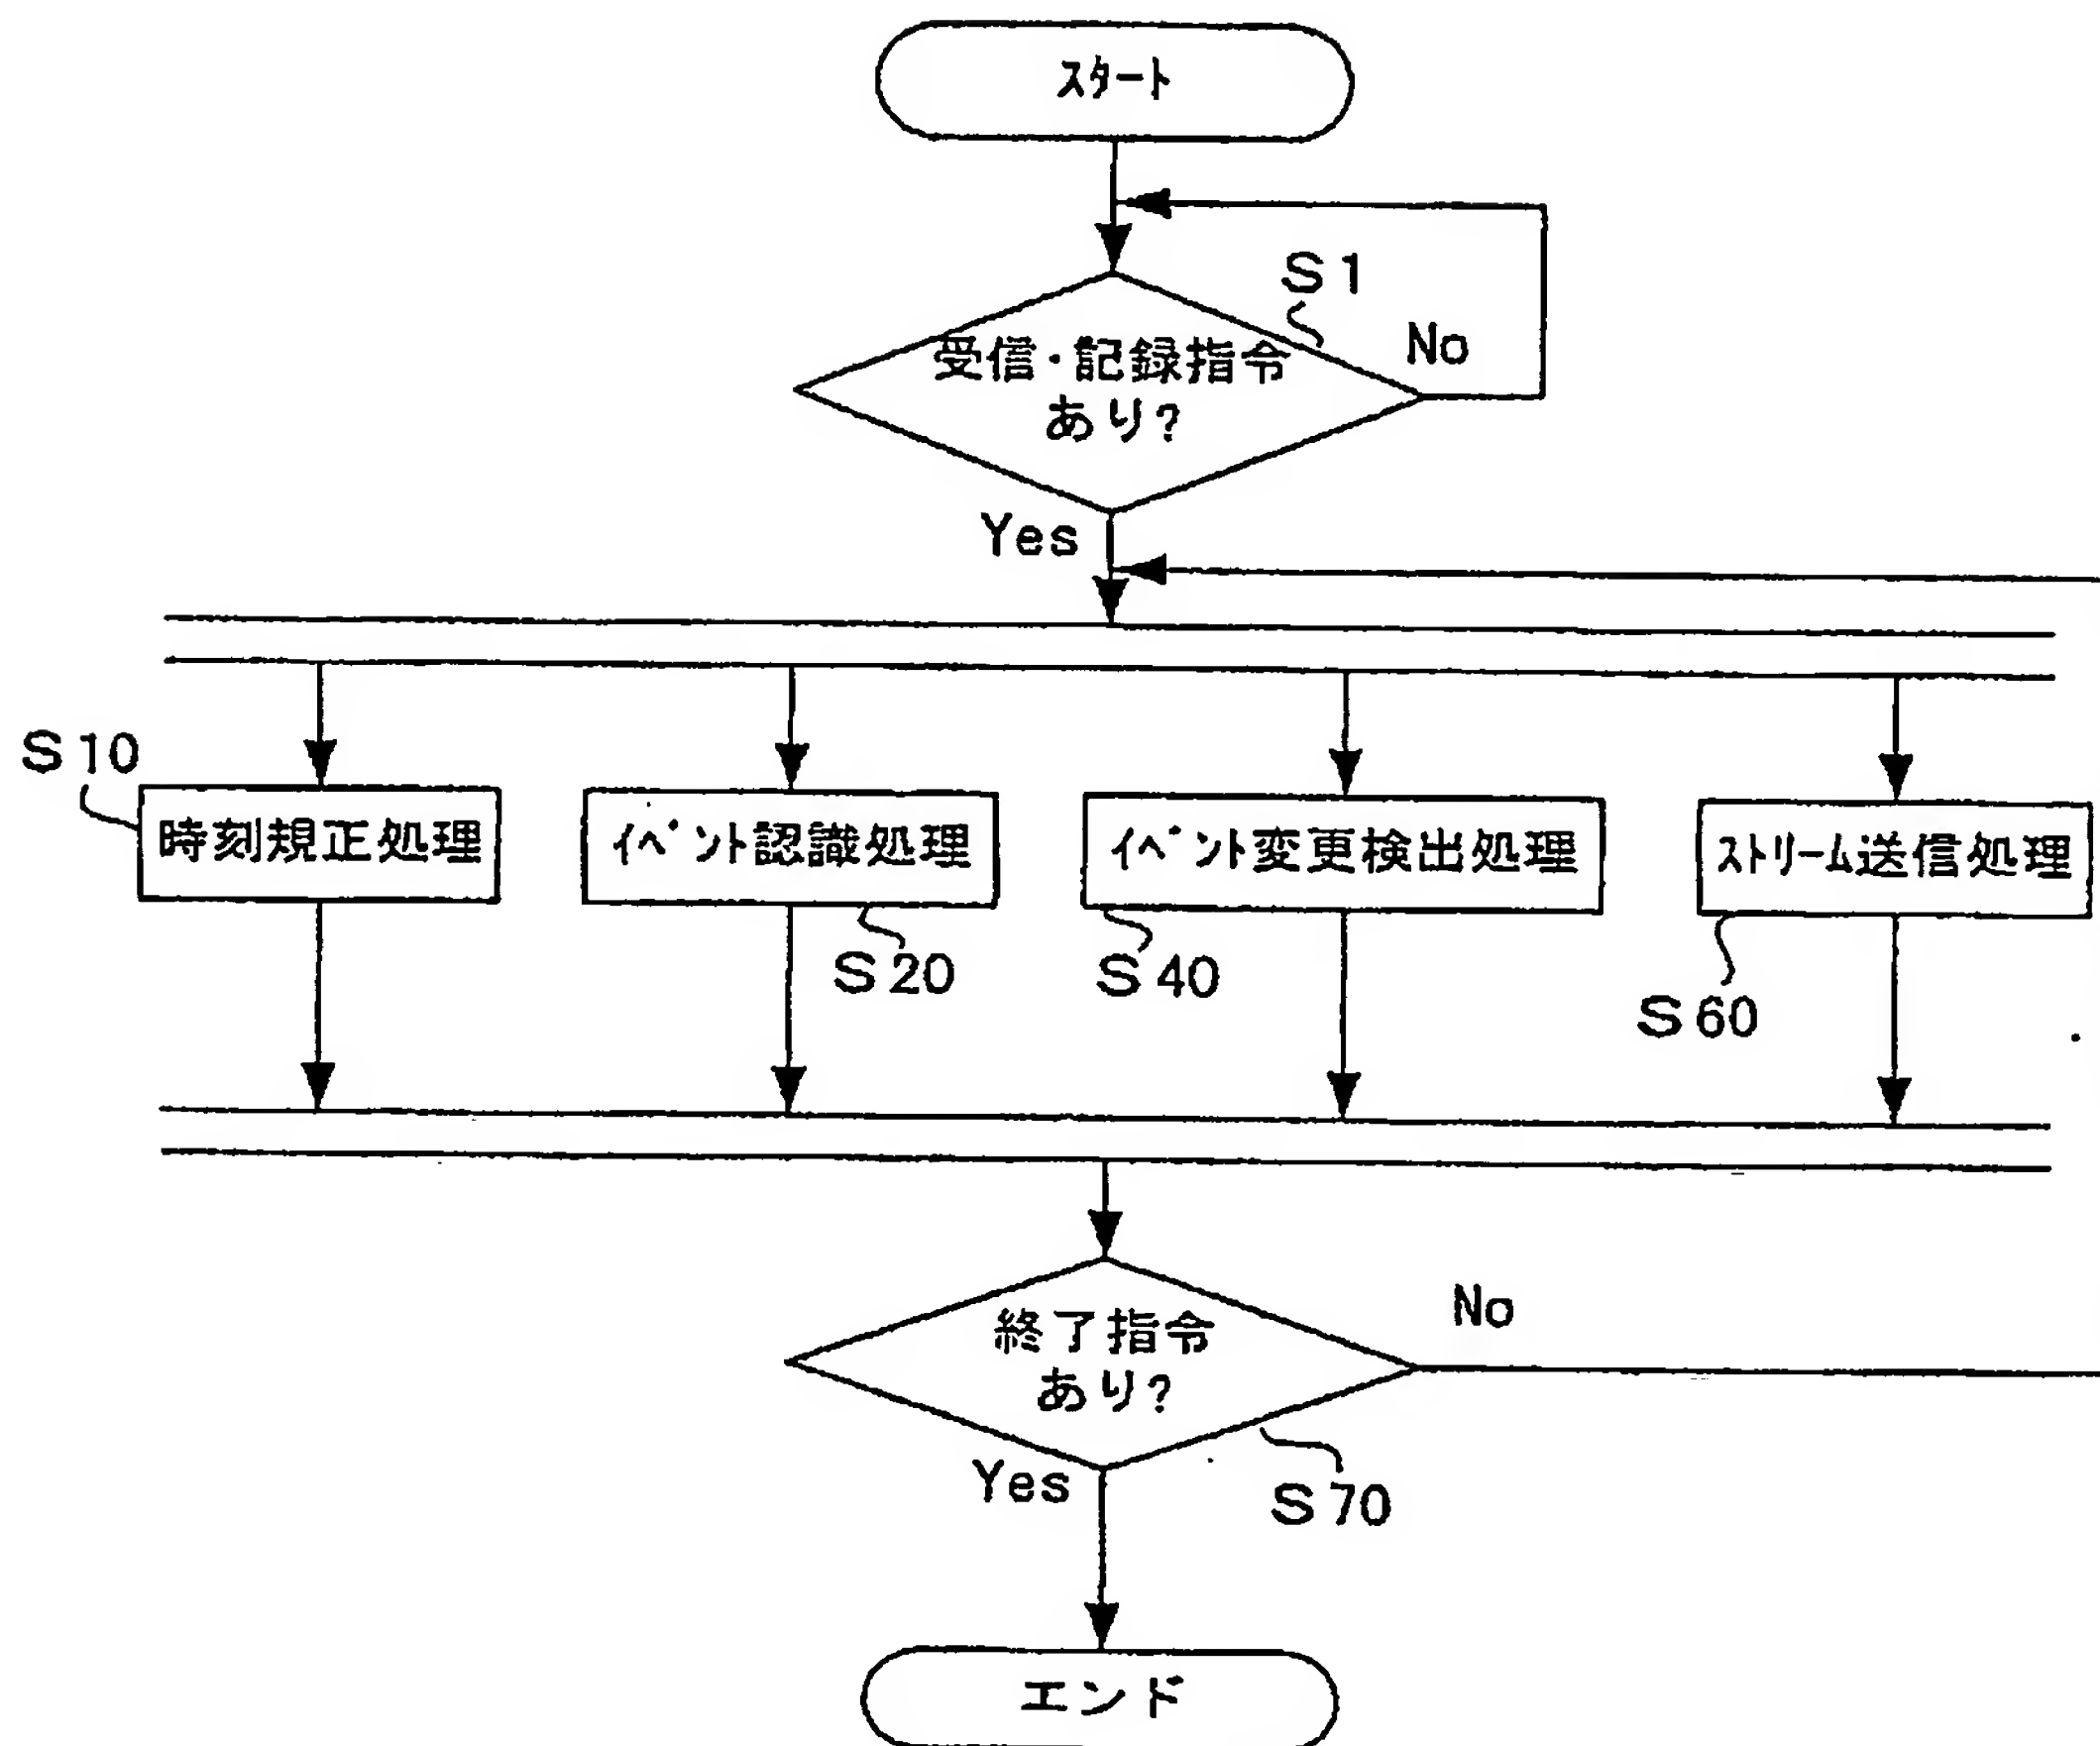 スタート
S1
受信・記録指令
あり?
No
Yes
S10
時刻規正処理
イベント認識処理
イベント変更検出処理
ストリーム送信処理
S20
S40
S60
終了指令
あり?
No
Yes
S70
エンド